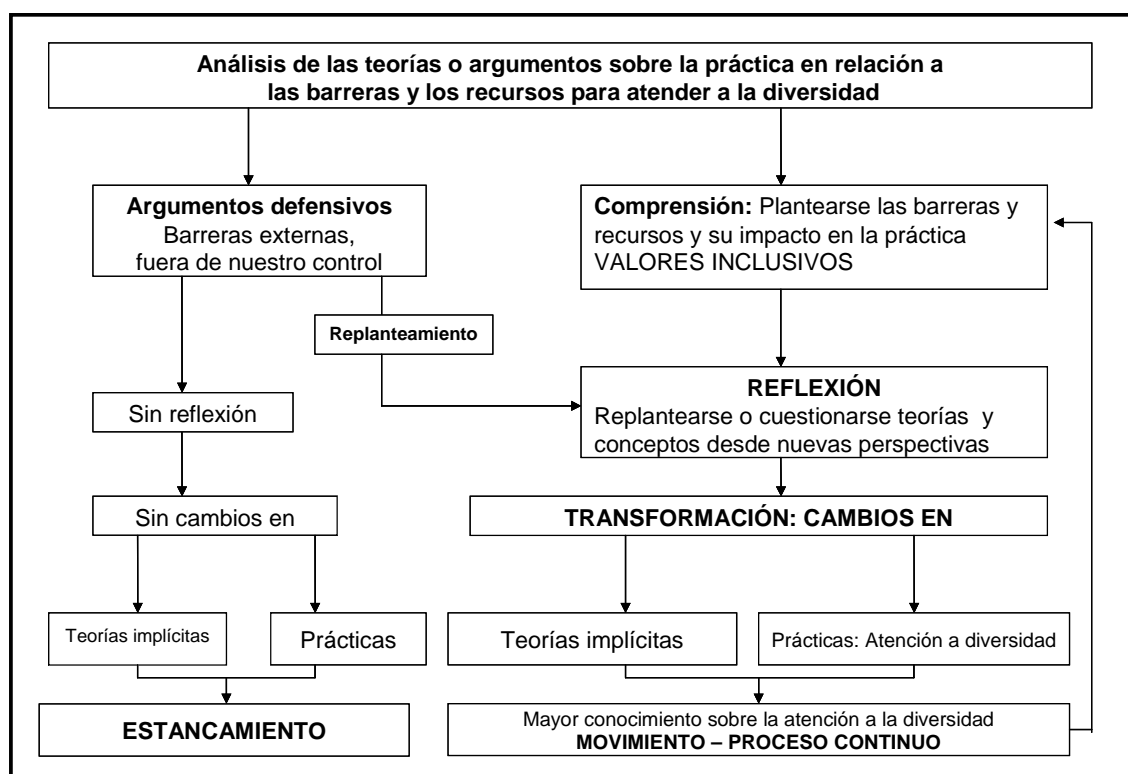 Análisis de las teorías o argumentos sobre la práctica en relación a
las barreras y los recursos para atender a la diversidad
Argumentos defensivos
Barreras externas,
fuera de nuestro control
Comprensión: Plantearse las barreras y
recursos y su impacto en la práctica
VALORES INCLUSIVOS
Replanteamiento
Sin reflexión
REFLEXIÓN
Replantearse o cuestionarse teorías y
conceptos desde nuevas perspectivas
Sin cambios en
TRANSFORMACIÓN: CAMBIOS EN
Teorías implícitas
Prácticas
Teorías implícitas
Prácticas: Atención a diversidad
ESTANCAMIENTO
Mayor conocimiento sobre la atención a la diversidad
MOVIMIENTO – PROCESO CONTINUO